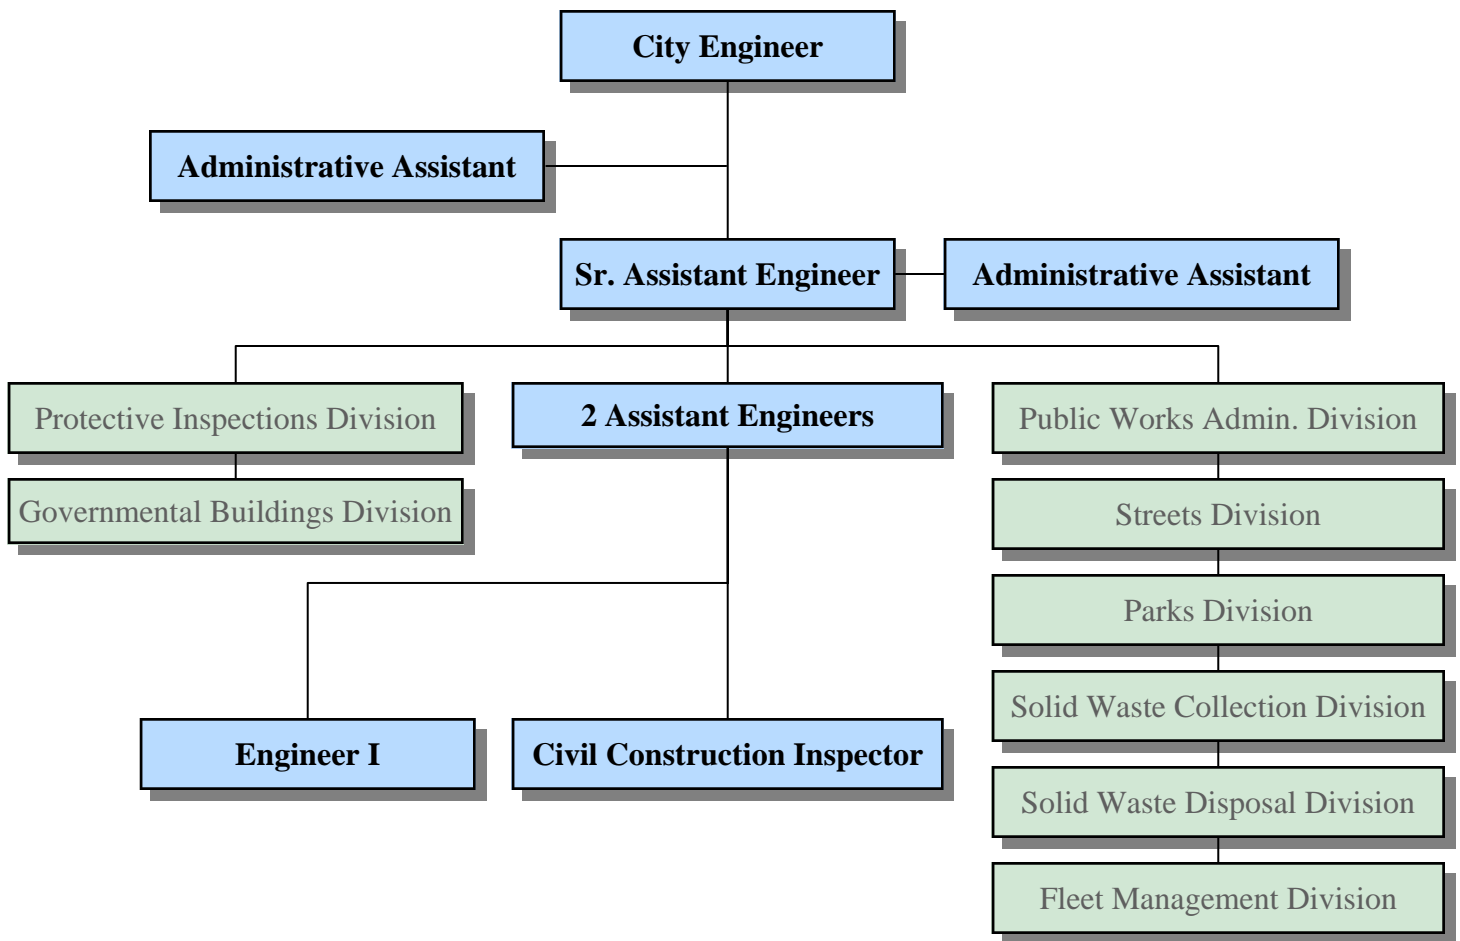 City Engineer
Administrative Assistant
Sr. Assistant Engineer
Administrative Assistant
Protective Inspections Division
2 Assistant Engineers
Public Works Admin. Division
Governmental Buildings Division
Streets Division
Parks Division
Solid Waste Collection Division
Engineer I
Civil Construction Inspector
Solid Waste Disposal Division
Fleet Management Division